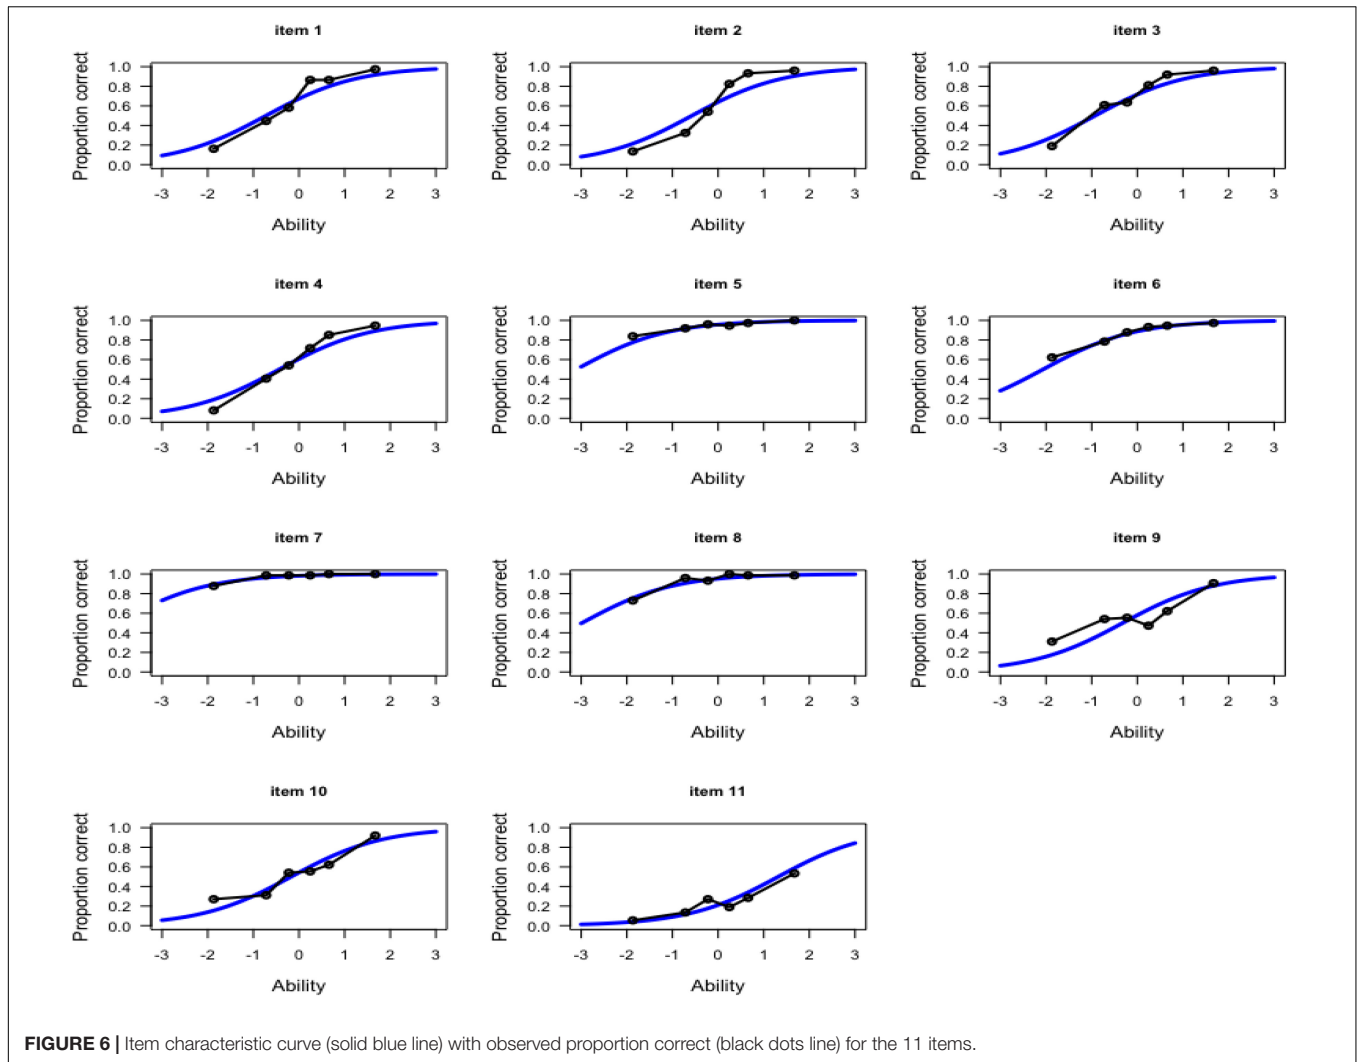 item 1
Proportion correct
1.0
0.8
0.6
0.4
0.2
0.0
-3 -2 -1 0 1 2 3
Ability
item 2
Proportion correct
1.0
0.8
0.6
0.4
0.2
0.0
-3 -2 -1 0 1 2 3
Ability
item 3
Proportion correct
1.0
0.8
0.6
0.4
0.2
0.0
-3 -2 -1 0 1 2 3
Ability
item 4
Proportion correct
1.0
0.8
0.6
0.4
0.2
0.0
-3 -2 -1 0 1 2 3
Ability
item 5
Proportion correct
1.0
0.8
0.6
0.4
0.2
0.0
-3 -2 -1 0 1 2 3
Ability
item 6
Proportion correct
1.0
0.8
0.6
0.4
0.2
0.0
-3 -2 -1 0 1 2 3
Ability
item 7
Proportion correct
1.0
0.8
0.6
0.4
0.2
0.0
-3 -2 -1 0 1 2 3
Ability
item 8
Proportion correct
1.0
0.8
0.6
0.4
0.2
0.0
-3 -2 -1 0 1 2 3
Ability
item 9
Proportion correct
1.0
0.8
0.6
0.4
0.2
0.0
-3 -2 -1 0 1 2 3
Ability
item 10
Proportion correct
1.0
0.8
0.6
0.4
0.2
0.0
-3 -2 -1 0 1 2 3
Ability
item 11
Proportion correct
1.0
0.8
0.6
0.4
0.2
0.0
-3 -2 -1 0 1 2 3
Ability
FIGURE 6 | Item characteristic curve (solid blue line) with observed proportion correct (black dots line) for the 11 items.